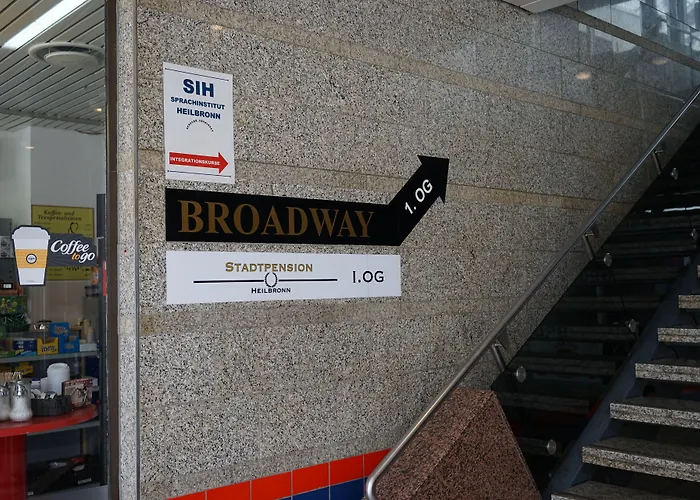 SIH
SPRACHINSTITUT
HEILBRONN
INTEGRATIONSKURSE
BROADWAY 1. OG
STADTPENSION
HEILBRONN
1.OG
Coffee
to go